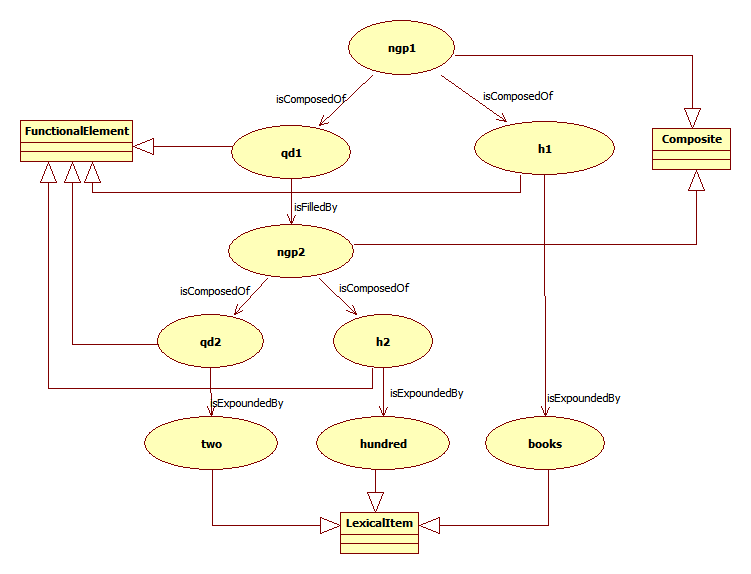 ngp1
isComposedOf
isComposedOf
FunctionalElement
qd1
h1
Composite
isFilledBy
ngp2
isComposedOf
isComposedOf
qd2
h2
isExpoundedBy
isExpoundedBy
isExpoundedBy
two
hundred
books
LexicalItem